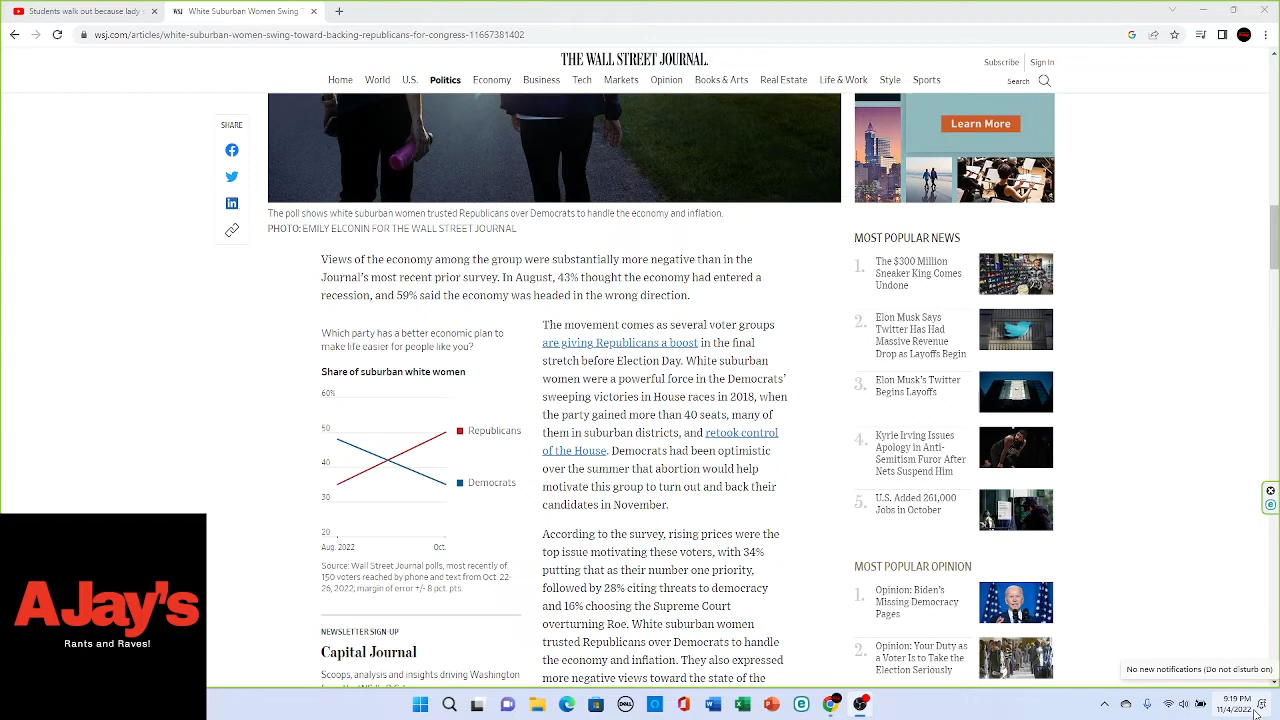 Students walk out because lady s
White Suburban Women Swing T
wsj.com/articles/white-suburban-women-swing-toward-backing-republicans-for-congress-11667381402
THE WALL STREET JOURNAL.
Subscribe
Sign In
Home World U.S. Politics Economy Business Tech Markets Opinion Books & Arts Real Estate Life & Work Style Sports
Search
SHARE
Learn More
The poll shows white suburban women trusted Republicans over Democrats to handle the economy and inflation.
PHOTO: EMILY ELCONIN FOR THE WALL STREET JOURNAL
Views of the economy among the group were substantially more negative than in the
Journal's most recent prior survey. In August 43% thought the economy had entered a
recession, and 59% said the economy was headed in the wrong direction.
Which party has a better economic plan to
make life easier for people like you?
Share of suburban white women
60%
50
40
30
20
Republicans
Democrats
Aug. 2022
Oct.
Source: Wall Street Journal polls, most recently of
150 voters reached by phone and text from Oct. 22-
26, 2022; margin of error +/- 8 pct. pts.
NEWSLETTER SIGN-UP
Capital Journal
Scoops, analysis and insights driving Washington
The movement comes as several voter groups
are giving Republicans a boost in the final
stretch before Election Day. White suburban
women were a powerful force in the Democrats'
sweeping victories in House races in 2018, when
the party gained more than 40 seats, many of
them in suburban districts, and retook control
of the House. Democrats had been optimistic
over the summer that abortion would help
motivate this group to turn out and back their
candidates in November.
According to the survey, rising prices were the
top issue motivating these voters, with 34%
putting that as their number one priority,
followed by 28% citing threats to democracy
and 16% choosing the Supreme Court
overturning Roe. White suburban women
trusted Republicans over Democrats to handle
the economy and inflation. They also expressed
more warmth toward the state of the
MOST POPULAR NEWS
1. The $300 Million
Sneaker King Comes
Undone
2. Elon Musk Says
Twitter Has Had
Massive Revenue
Drop as Layoffs Begin
3. Elon Musk's Twitter
Begins Layoffs
4. Kyrie Irving Issues
Apology in Anti-
Semitism Furor After
Nets Suspend Him
5. U.S. Added 261,000
Jobs in October
MOST POPULAR OPINION
1. Opinion: Biden's
Missing Democracy
Pages
2. Opinion: Your Duty as
a Voter Is to Take the
Election Seriously
AJay's
Rants and Raves!
No new notifications (Do not disturb on)
9:19 PM
11/4/2022